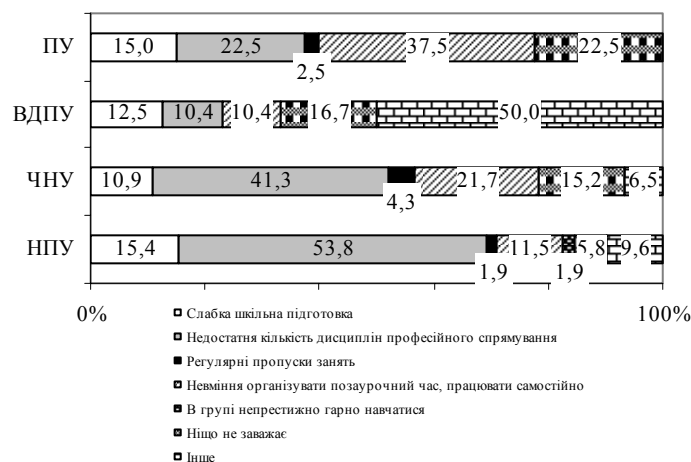 ПУ 15,0 22,5 2,5 37,5 22,5
ВДПУ 12,5 10,4 10,4 16,7 50,0
ЧНУ 10,9 41,3 4,3 21,7 15,2 6,5
НПУ 15,4 53,8 1,9 11,5 1,9 5,8 9,6
0% 100%
Слабка шкільна підготовка
Недостатня кількість дисциплін професійного спрямування
Регулярні пропуски занять
Невміння організувати позаурочний час, працювати самостійно
В групі непрестижно гарно навчатися
Ніщо не заважає
Інше